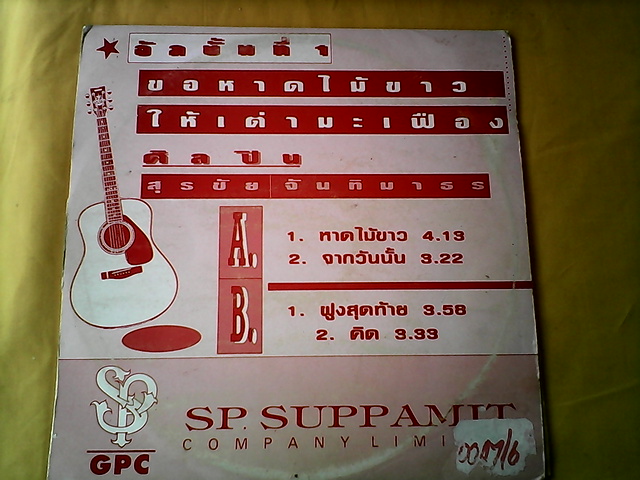 อัลบั้มที่ 1
ขอหาดไม้ขาว
ให้เต่ามะเฟือง
ศิลปิน
สุรชัย จันทิมาธร
A.
1. หาดไม้ขาว 4.13
2. จากวันนั้น 3.22
B.
1. ฝูงสุดท้าย 3.58
2. คิด 3.33
SP
GPC
SP. SUPPAMIT
COMPANY LIMI
0017/6